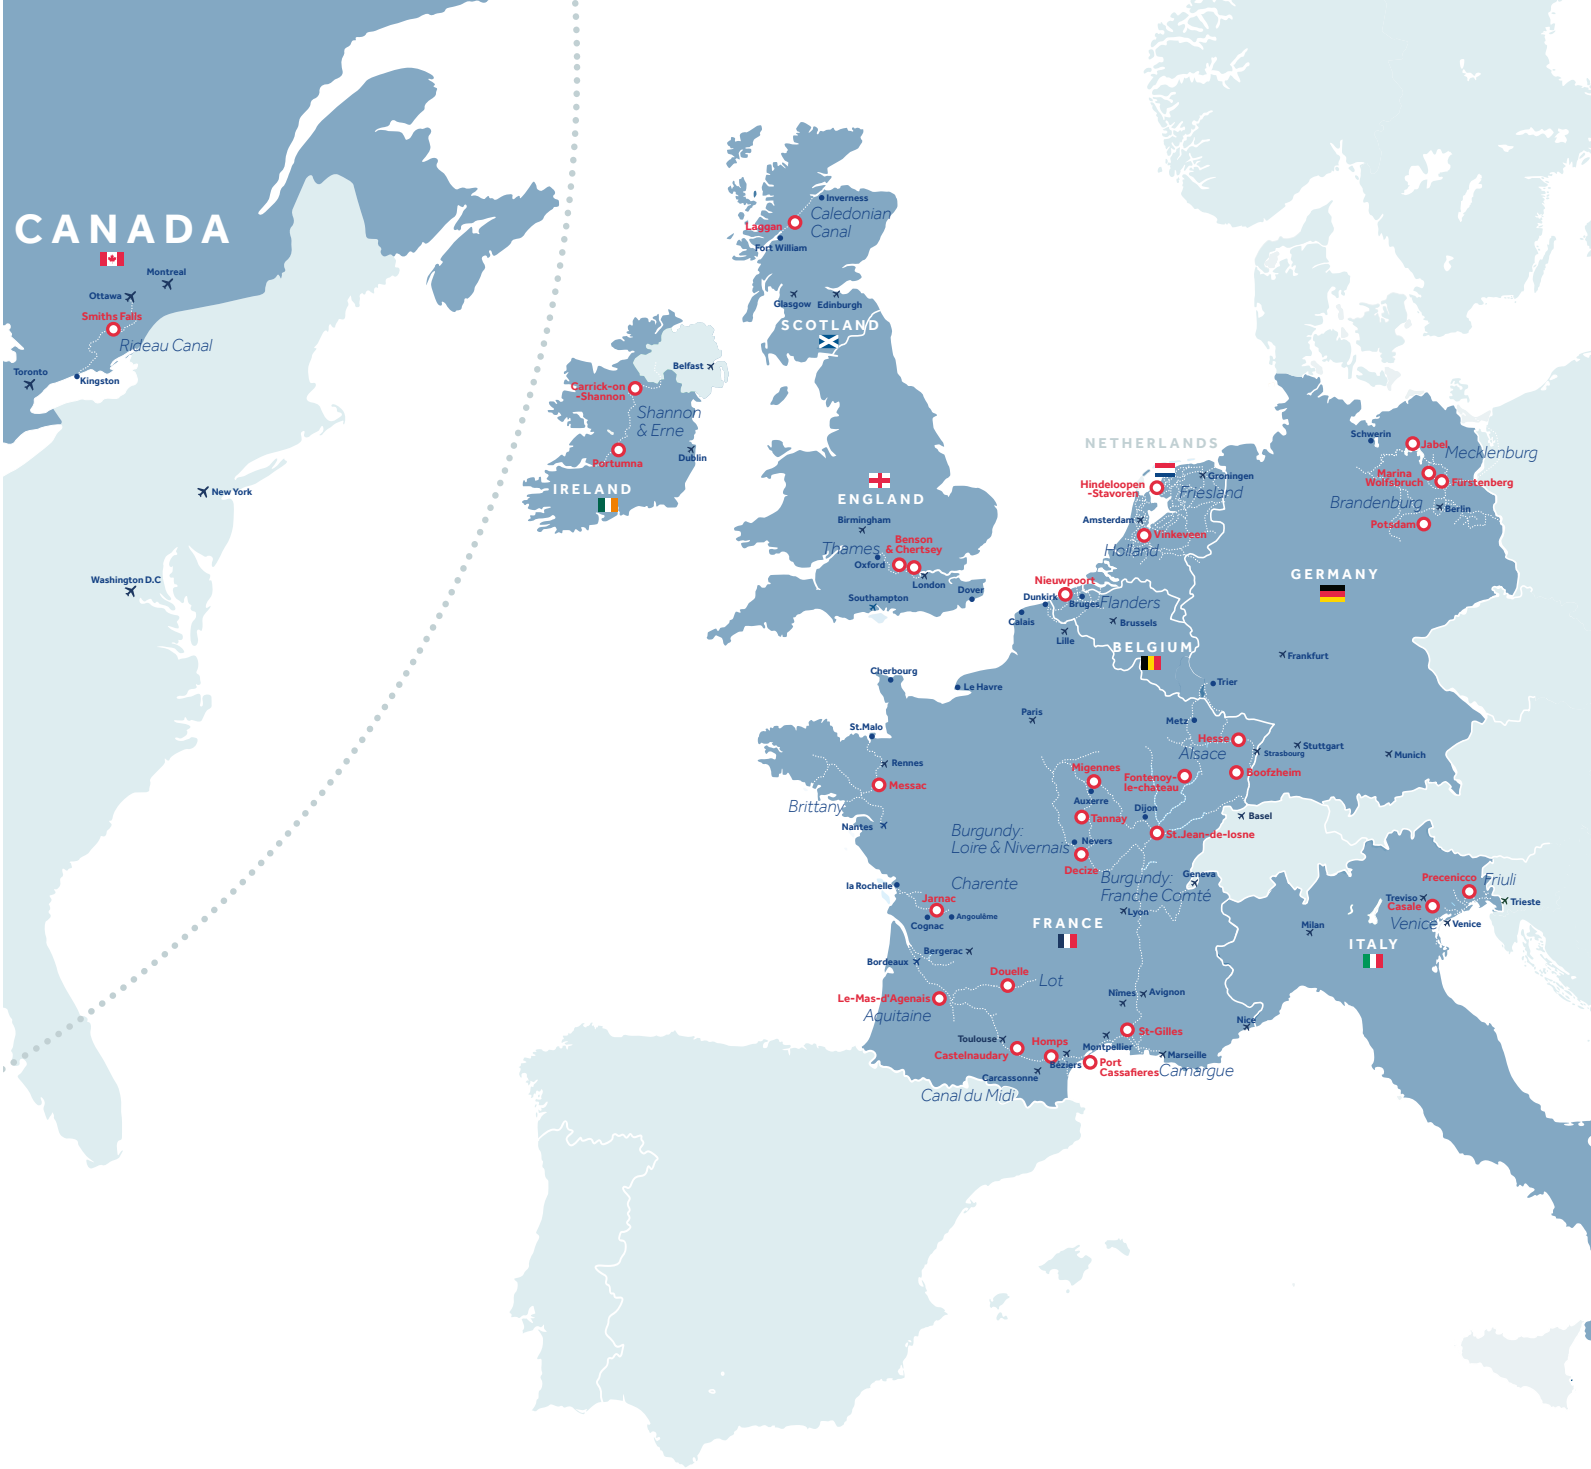 CANADA
Montreal
Ottawa
Smiths Falls
Rideau Canal
Toronto
Kingston
New York
Washington D.C
Inverness
Caledonian
Canal
Laggan
Fort William
Glasgow
Edinburgh
SCOTLAND
Belfast
Carrick-on
-Shannon
Shannon
& Erne
Portumna
Dublin
IRELAND
ENGLAND
Birmingham
Thames
Benson
& Chertsey
Oxford
London
Southampton
Dover
NETHERLANDS
Groningen
Hindeloopen
-Stavoren
Friesland
Amsterdam
Vinkeveen
Holland
Nieuwpoort
Dunkirk
Bruges
Flanders
Calais
Brussels
Lille
BELGIUM
Schwerin
Jabel
Mecklenburg
Marina
Wolfsbruch
Fürstenberg
Brandenburg
Berlin
Potsdam
GERMANY
Frankfurt
Trier
Stuttgart
Munich
Cherbourg
Le Havre
Paris
Metz
St.Malo
Hesse
Alsace
Strasbourg
Rennes
Messac
Migennes
Fontenoy-
le-chateau
Boofzheim
Brittany
Auxerre
Dijon
Basel
Nantes
Tannay
St.Jean-de-losne
Burgundy:
Loire & Nivernais
Nevers
Decize
Burgundy:
Franche Comté
Geneva
la Rochelle
Charente
Jarnac
Cognac
Angoulême
Lyon
FRANCE
Bergerac
Bordeaux
Douelle
Lot
Le-Mas-d'Agenais
Aquitaine
Nîmes
Avignon
St-Gilles
Nice
Toulouse
Homps
Montpellier
Castelnaudary
Béziers
Marseille
Port
Cassafieres
Camargue
Carcassonne
Canal du Midi
Precenicco
Friuli
Treviso
Casale
Trieste
Venice
Venice
Milan
ITALY